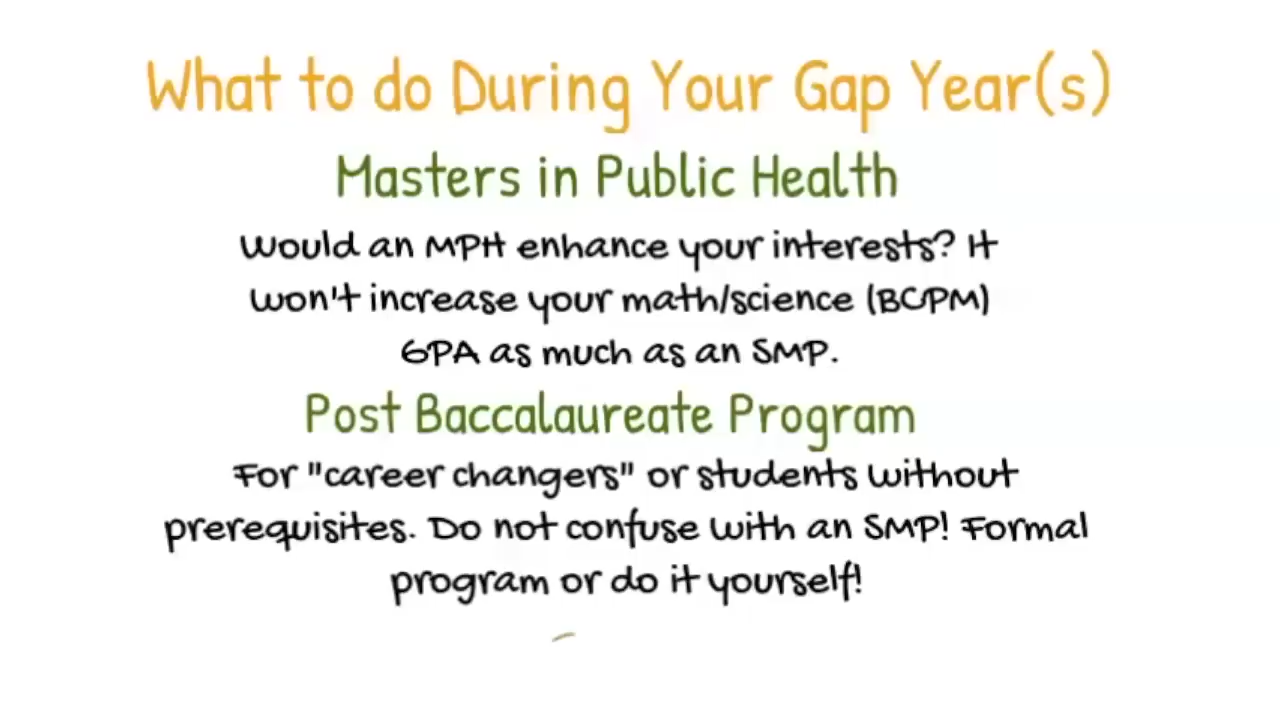 What to do During Your Gap Year(s)
Masters in Public Health
Would an MPH enhance your interests? It
won't increase your math/science (BCPM)
GPA as much as an SMP.
Post Baccalaureate Program
For "career changers" or students without
prerequisites. Do not confuse with an SMP! Formal
program or do it yourself!